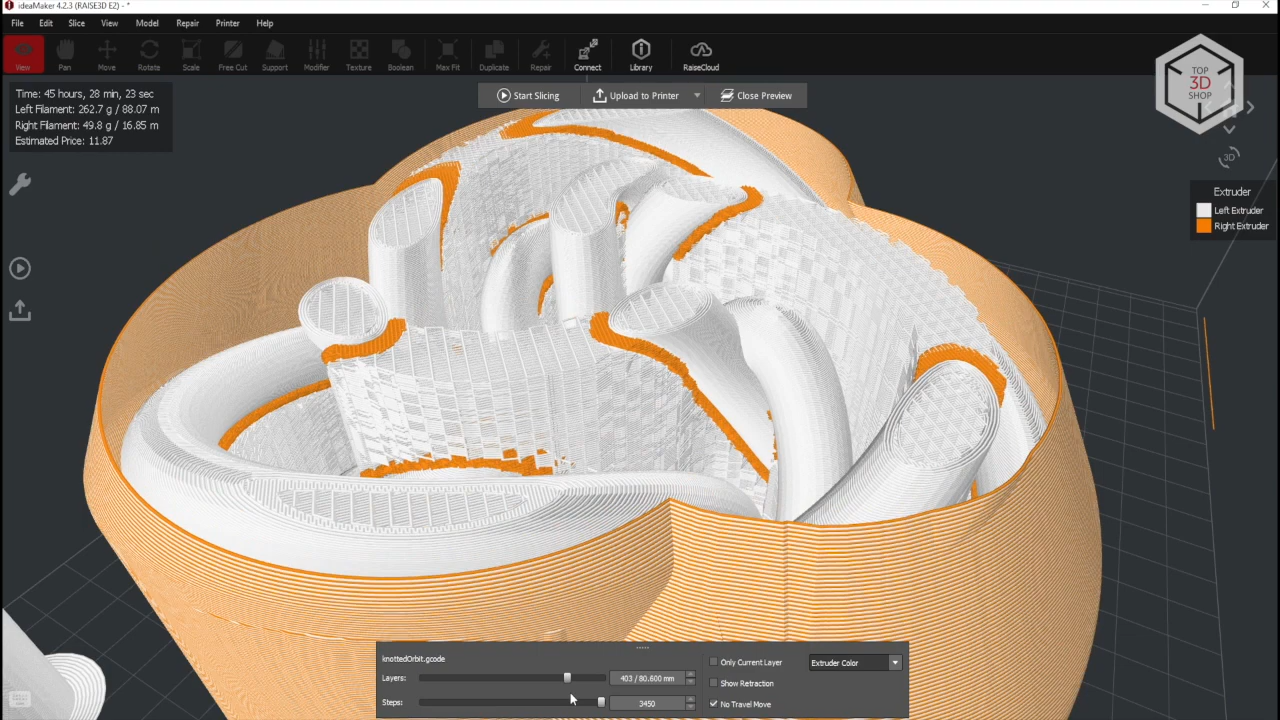 ideaMaker 4.2.3 (RAISE3D E2) - *
File Edit Slice View Model Repair Printer Help
View Pan Move Rotate Scale Free Cut Support Modifier Texture Boolean Max Fit Duplicate Repair Connect Library RaiseCloud
TOP
3D
SHOP
Time: 45 hours, 28 min, 23 sec
Left Filament: 262.7 g / 88.07 m
Right Filament: 49.8 g / 16.85 m
Estimated Price: 11.87
Start Slicing Upload to Printer Close Preview
3D
Extruder
Left Extruder
Right Extruder
knottedOrbit.gcode
Layers: 403 / 80.600 mm
Steps: 3450
Only Current Layer
Show Retraction
No Travel Move
Extruder Color